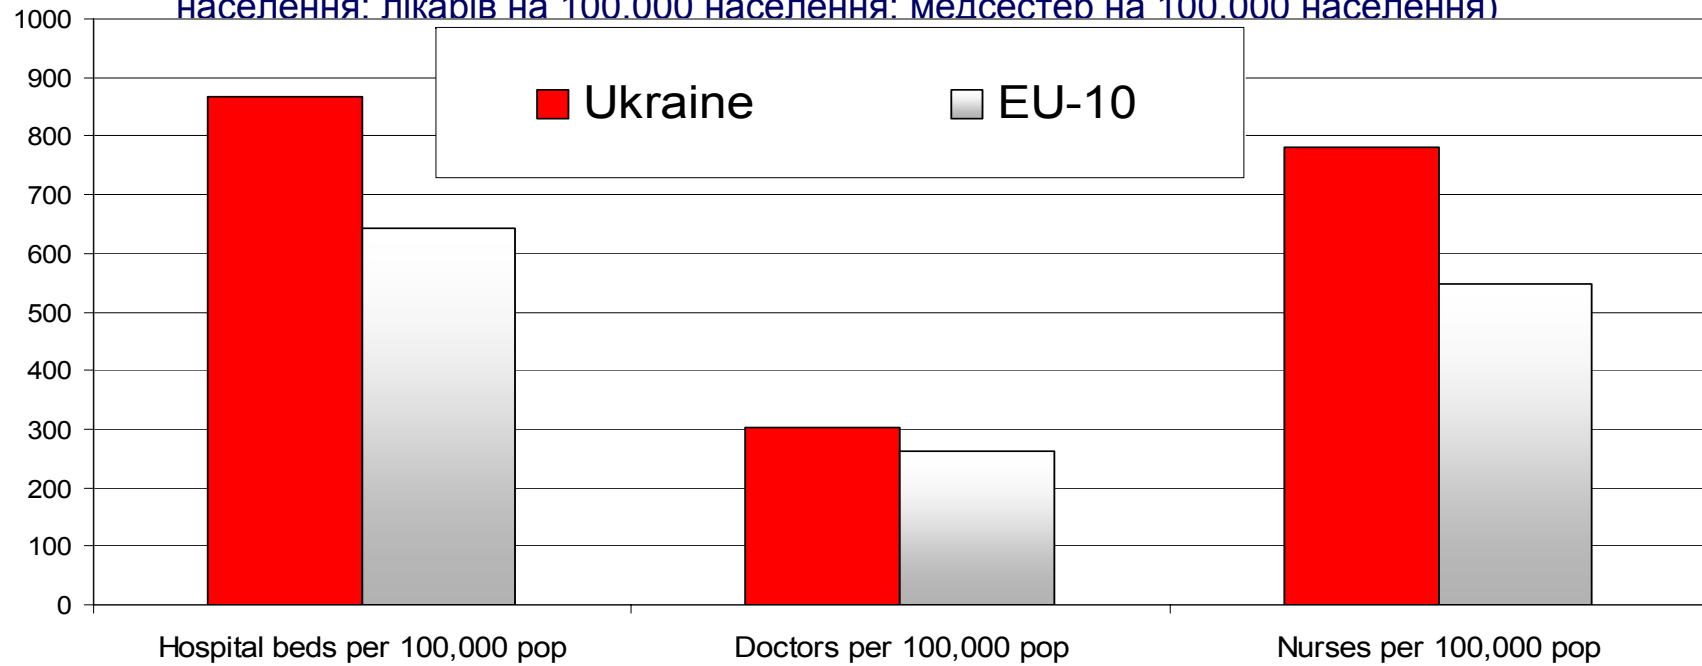 населення; лікарів на 100,000 населення; медсестер на 100,000 населення)
1000
900
800
700
600
500
400
300
200
100
0
Ukraine
EU-10
Hospital beds per 100,000 pop
Doctors per 100,000 pop
Nurses per 100,000 pop